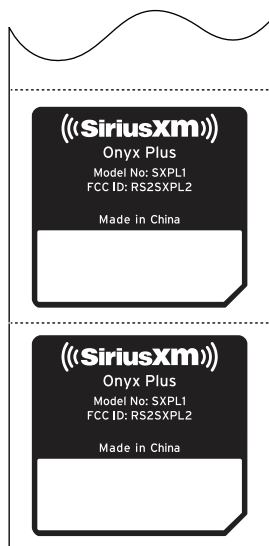 SiriusXM
Onyx Plus
Model No: SXPL1
FCC ID: RS2SXPL2
Made in China
SiriusXM
Onyx Plus
Model No: SXPL1
FCC ID: RS2SXPL2
Made in China